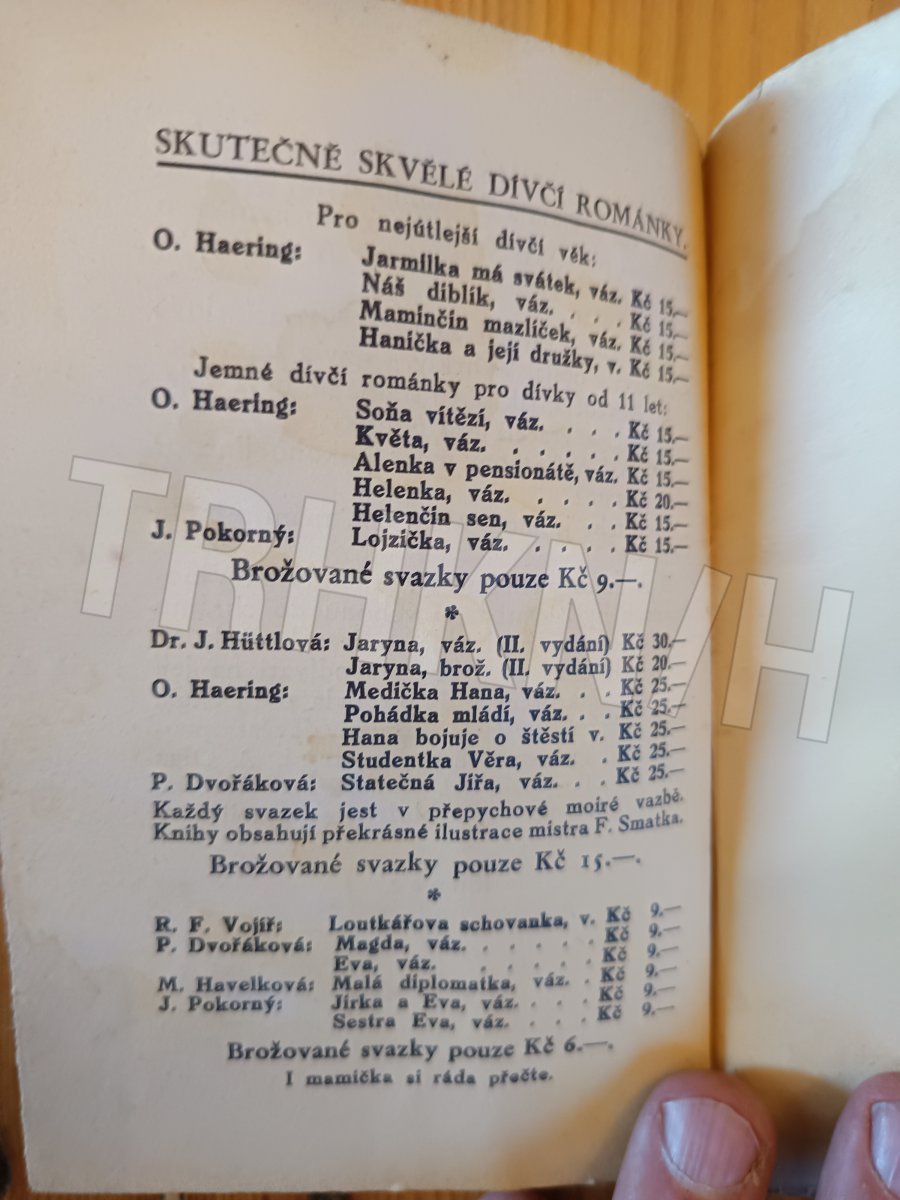 SKUTEČNĚ SKVĚLÉ DÍVČÍ ROMÁNKY.
Pro nejútlejší dívčí věk:
O. Haering: Jarmilka má svátek, váz. Kč 15.—
Náš diblík, váz. . . . Kč 15.—
Maminčin mazlíček, váz. Kč 15.—
Hanička a její družky, v. Kč 15.—
Jemné dívčí románky pro dívky od 11 let:
O. Haering: Soňa vítězí, váz. . . . Kč 15.—
Květa, váz. . . . . . Kč 15.—
Alenka v pensionátě, váz. Kč 15.—
Helenka, váz. . . . . Kč 20.—
Helenčin sen, váz. . . Kč 15.—
J. Pokorný: Lojzička, váz. . . . . Kč 15.—
Brožované svazky pouze Kč 9.—.
*
Dr. J. Hüttlová: Jaryna, váz. (II. vydání) Kč 30.—
Jaryna, brož. (II. vydání) Kč 20.—
O. Haering: Medička Hana, váz. . . Kč 25.—
Pohádka mládí, váz. . . Kč 25.—
Hana bojuje o štěstí v. Kč 25.—
Studentka Věra, váz. . Kč 25.—
P. Dvořáková: Statečná Jířa, váz. . . Kč 25.—
Každý svazek jest v přepychové moiré vazbě.
Knihy obsahují překrásné ilustrace mistra F. Smatka.
Brožované svazky pouze Kč 15.—.
*
R. F. Vojíř: Loutkářova schovanka, v. Kč 9.—
P. Dvořáková: Magda, váz. . . . . . Kč 9.—
Eva, váz. . . . . . Kč 9.—
M. Havelková: Malá diplomatka, váz. . Kč 9.—
J. Pokorný: Jirka a Eva, váz. . . . Kč 9.—
Sestra Eva, váz. . . . Kč 9.—
Brožované svazky pouze Kč 6.—.
I mamička si ráda přečte.
TRHKNIH